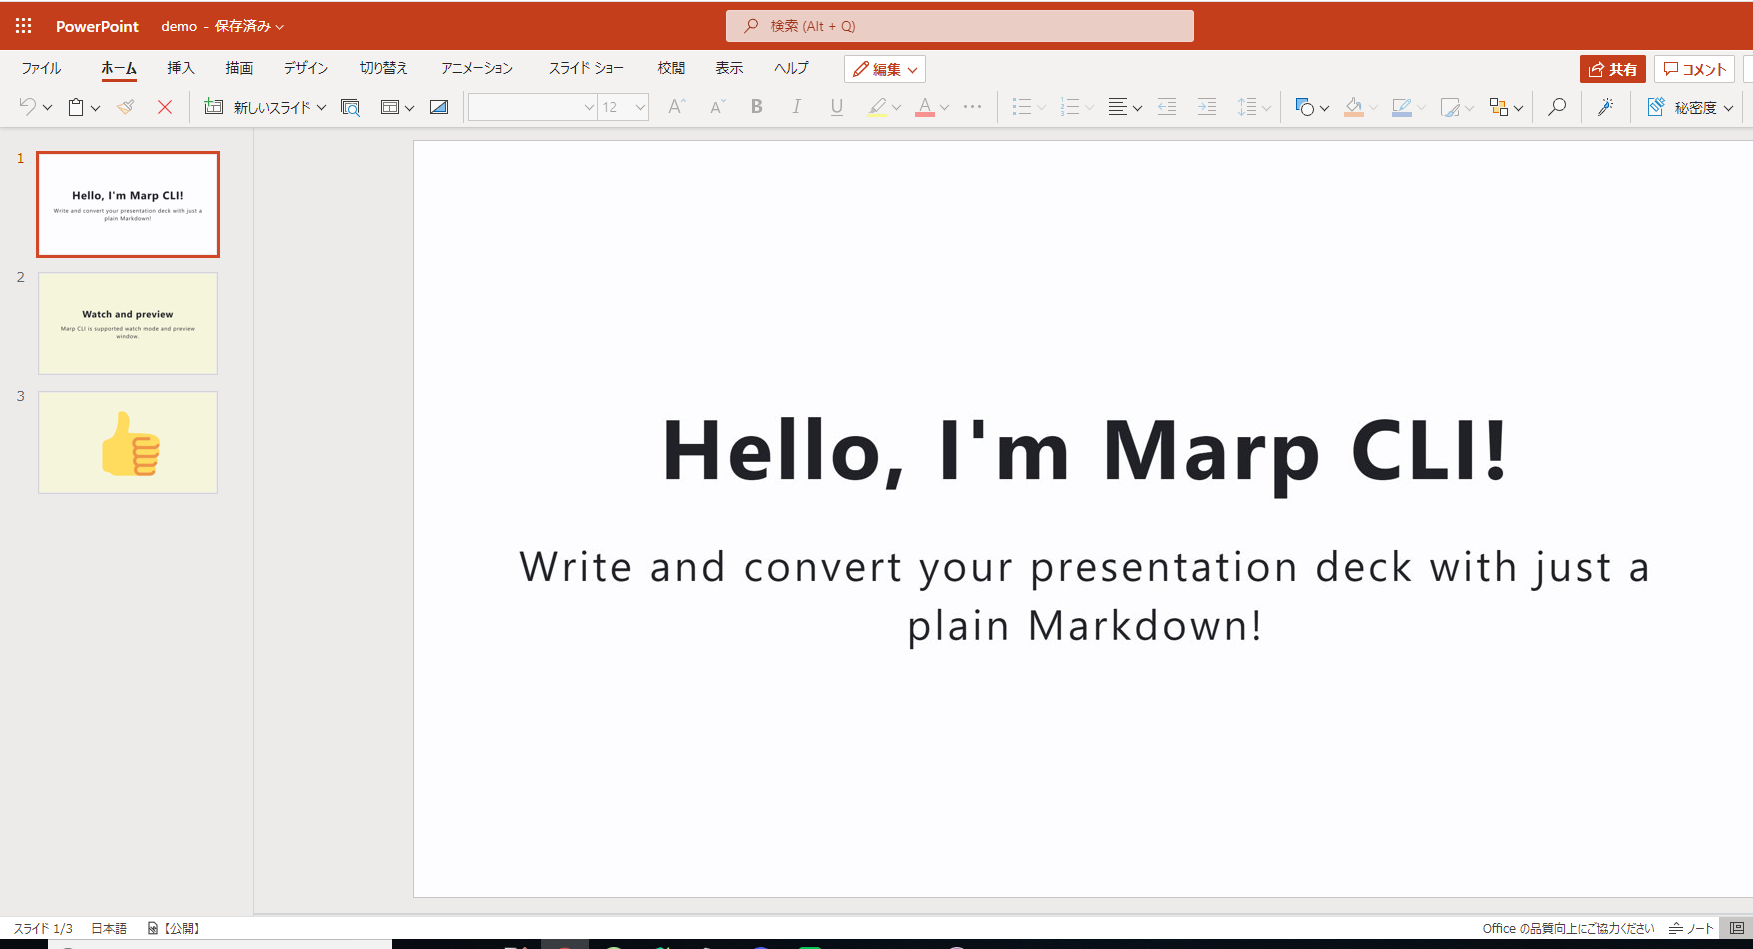 PowerPoint demo - 保存済み
検索 (Alt + Q)
ファイル ホーム 挿入 描画 デザイン 切り替え アニメーション スライド ショー 校閲 表示 ヘルプ 編集 共有 コメント
新しいスライド 12 A A B I U A 秘密度
1
Hello, I'm Marp CLI!
Write and convert your presentation deck with just a
plain Markdown!
2
Watch and preview
Marp CLI is supported watch mode and preview
window.
3
Hello, I'm Marp CLI!
Write and convert your presentation deck with just a
plain Markdown!
スライド 1/3 日本語 【公開】 Office の品質向上にご協力ください ノート